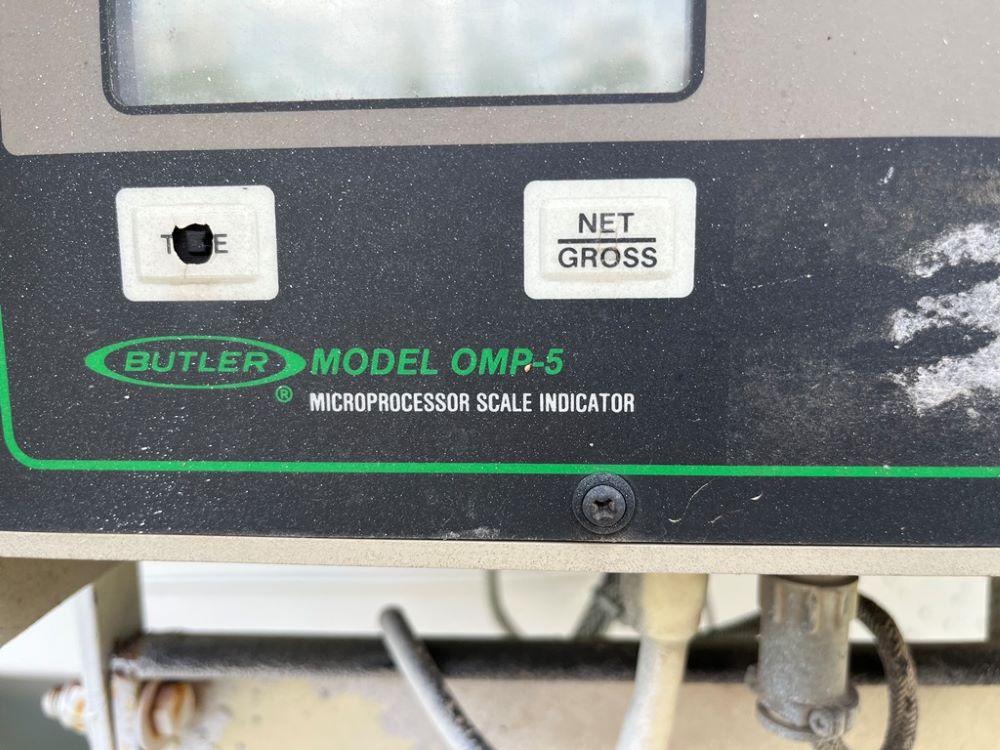 NET
GROSS
BUTLER ® MODEL OMP-5
MICROPROCESSOR SCALE INDICATOR